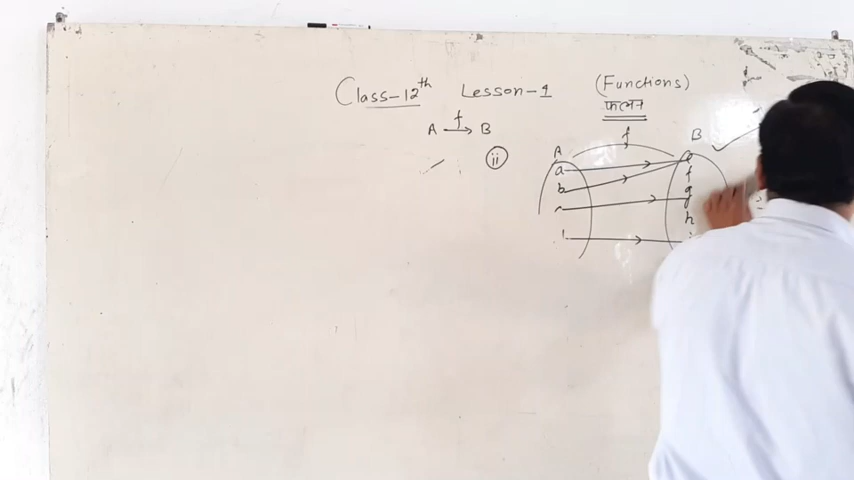 Class-12th Lesson-1 (Functions)
फलन
f
A → B
ii
f
A B
a e
b f
g
h